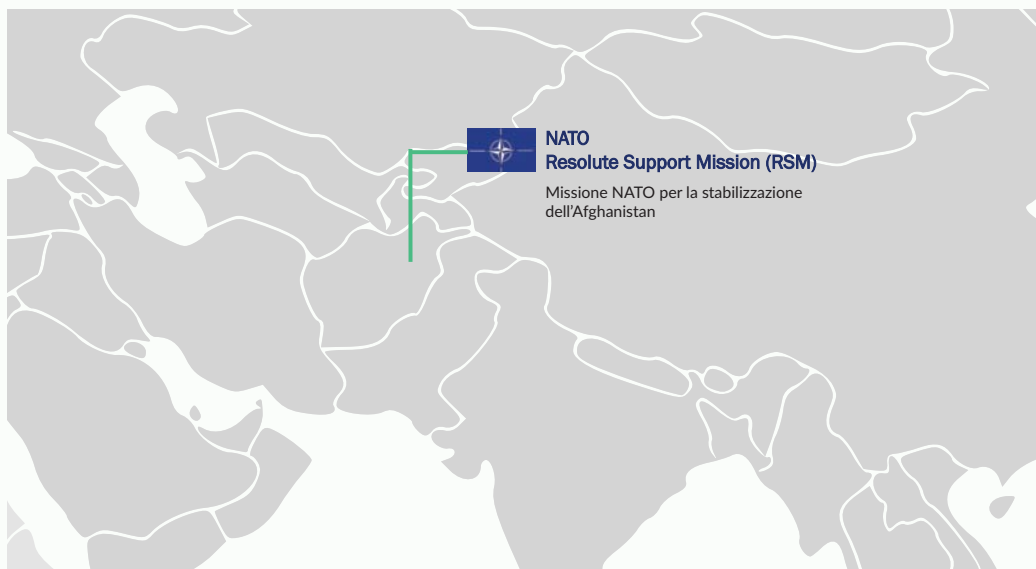 NATO
Resolute Support Mission (RSM)
Missione NATO per la stabilizzazione
dell'Afghanistan